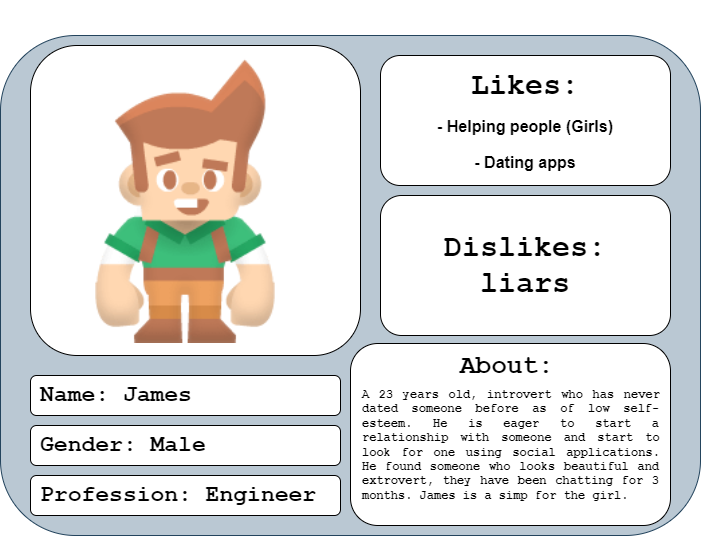 Likes:
- Helping people (Girls)
- Dating apps
Dislikes:
liars
Name: James
Gender: Male
Profession: Engineer
About:
A 23 years old, introvert who has never
dated someone before as of low self-
esteem. He is eager to start a
relationship with someone and start to
look for one using social applications.
He found someone who looks beautiful and
extrovert, they have been chatting for 3
months. James is a simp for the girl.